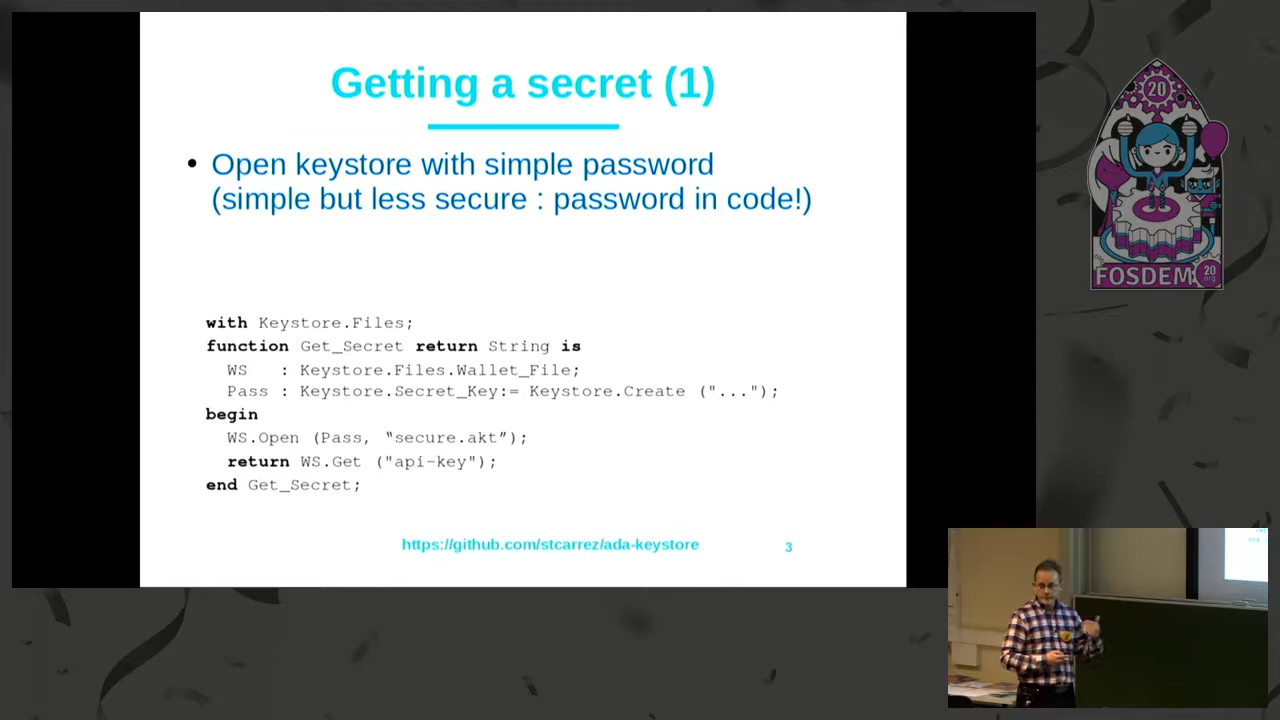 Getting a secret (1)
• Open keystore with simple password
(simple but less secure : password in code!)
with Keystore.Files;
function Get_Secret return String is
WS : Keystore.Files.Wallet_File;
Pass : Keystore.Secret_Key:= Keystore.Create ("...");
begin
WS.Open (Pass, “secure.akt”);
return WS.Get ("api-key");
end Get_Secret;
https://github.com/stcarrez/ada-keystore
3
20
FOSDEM
20
.org